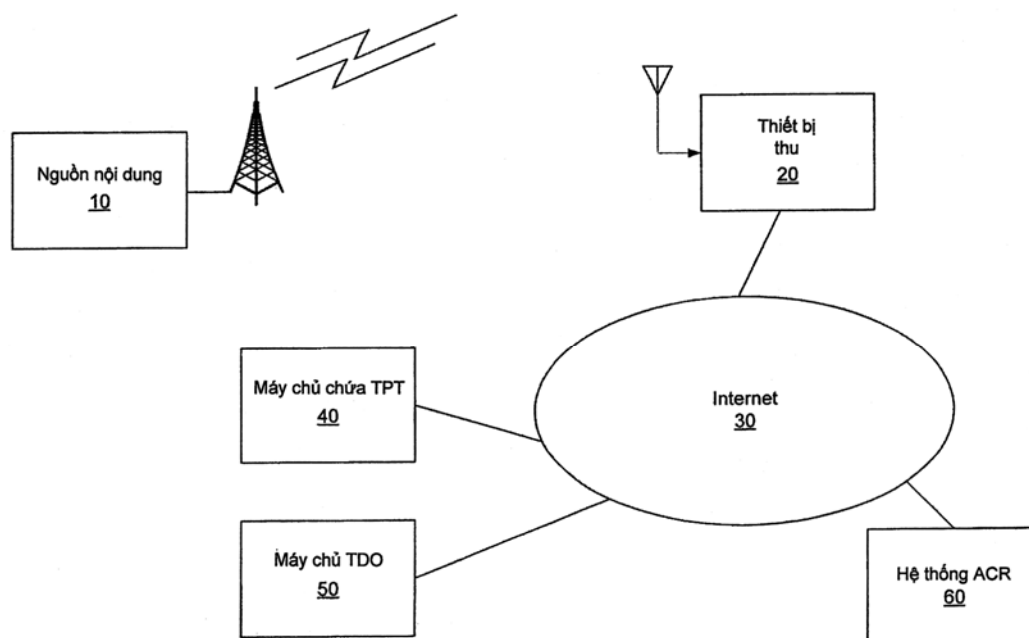 Nguồn nội dung
10
Thiết bị
thu
20
Máy chủ chứa TPT
40
Internet
30
Máy chủ TDO
50
Hệ thống ACR
60